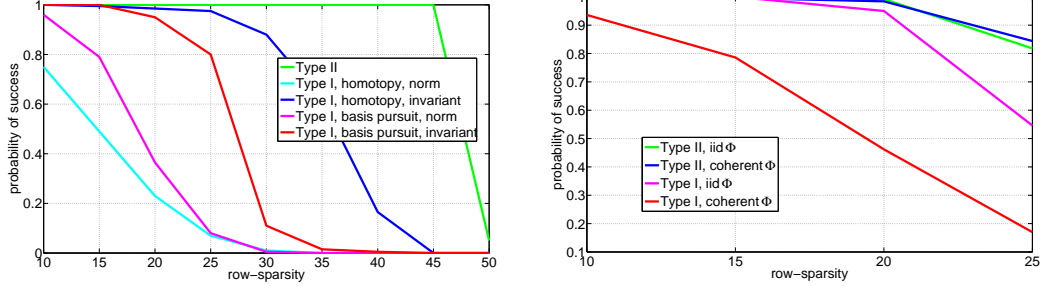 1
0.8
0.6
0.4
0.2
0
probability of success
10 15 20 25 30 35 40 45 50
row−sparsity
Type II
Type I, homotopy, norm
Type I, homotopy, invariant
Type I, basis pursuit, norm
Type I, basis pursuit, invariant
0.9
0.8
0.7
0.6
0.5
0.4
0.3
0.2
0.1
probability of success
10 15 20 25
row−sparsity
Type II, iid Φ
Type II, coherent Φ
Type I, iid Φ
Type I, coherent Φ